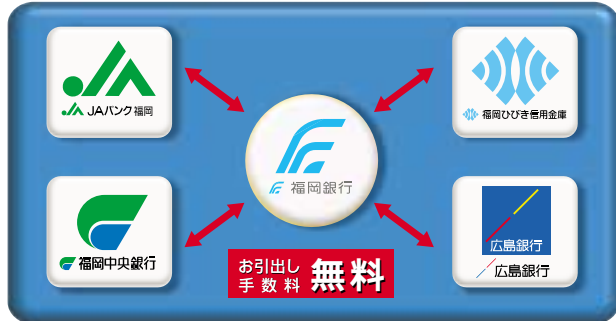 JAバンク福岡
福岡ひびき信用金庫
福岡銀行
福岡中央銀行
広島銀行
広島銀行
お引出し
手数料 無料